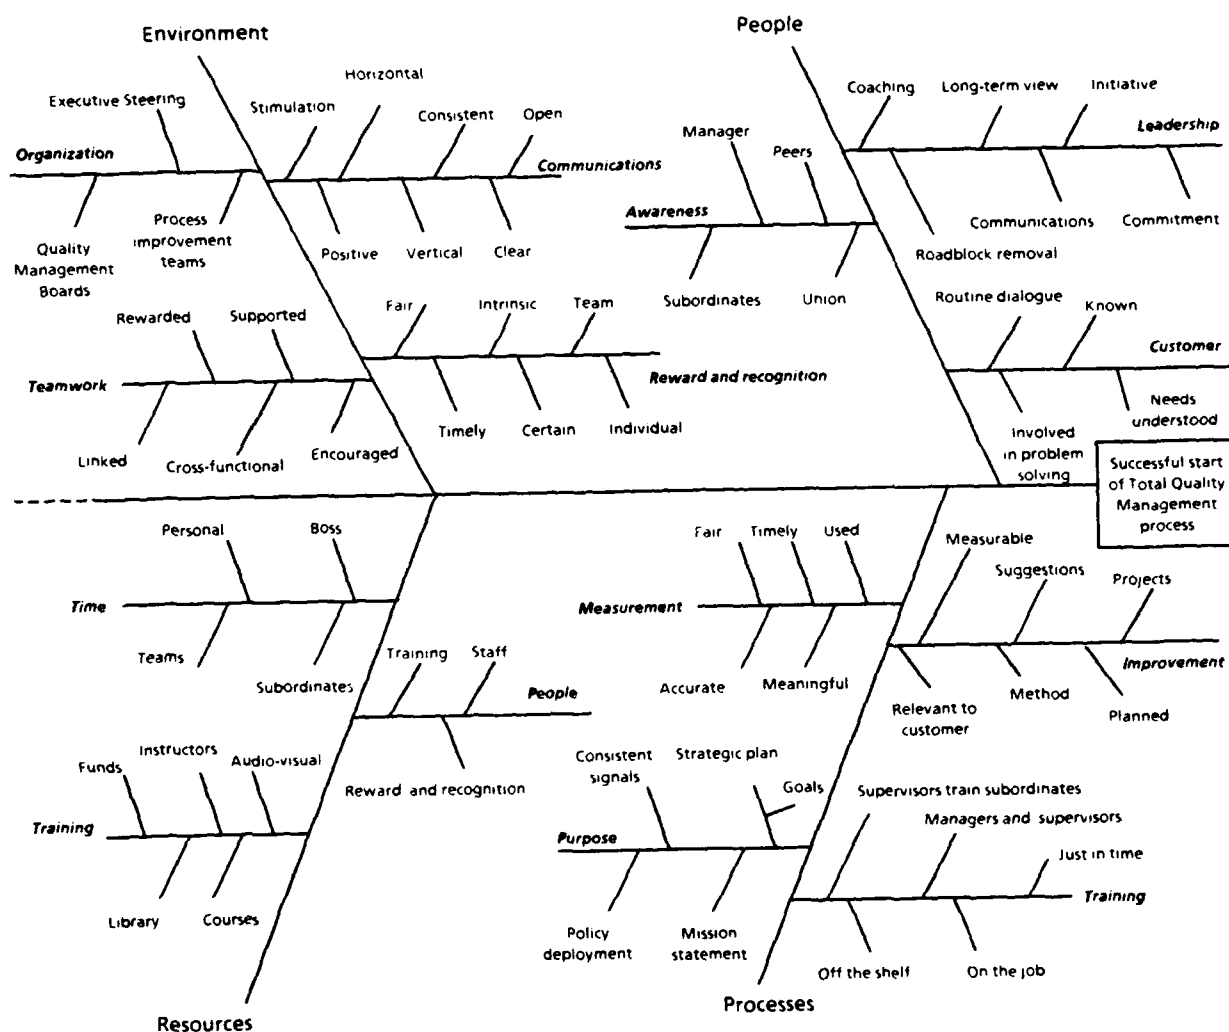 Environment
Executive Steering
Organization
Quality
Management
Boards
Process
improvement
teams
Stimulation
Horizontal
Consistent
Open
Communications
Positive
Vertical
Clear
Rewarded
Supported
Teamwork
Linked
Cross-functional
Encouraged
Fair
Intrinsic
Team
Reward and recognition
Timely
Certain
Individual
People
Manager
Peers
Awareness
Subordinates
Union
Coaching
Long-term view
Initiative
Leadership
Roadblock removal
Communications
Commitment
Routine dialogue
Known
Customer
Involved
in problem
solving
Needs
understood
Successful start
of Total Quality
Management
process
Personal
Boss
Time
Teams
Subordinates
Training
Staff
People
Reward and recognition
Funds
Instructors
Audio-visual
Training
Library
Courses
Resources
Fair
Timely
Used
Measurement
Accurate
Meaningful
Measurable
Suggestions
Projects
Improvement
Relevant to
customer
Method
Planned
Consistent
signals
Strategic plan
Goals
Purpose
Policy
deployment
Mission
statement
Supervisors train subordinates
Managers and supervisors
Just in time
Training
Off the shelf
On the job
Processes